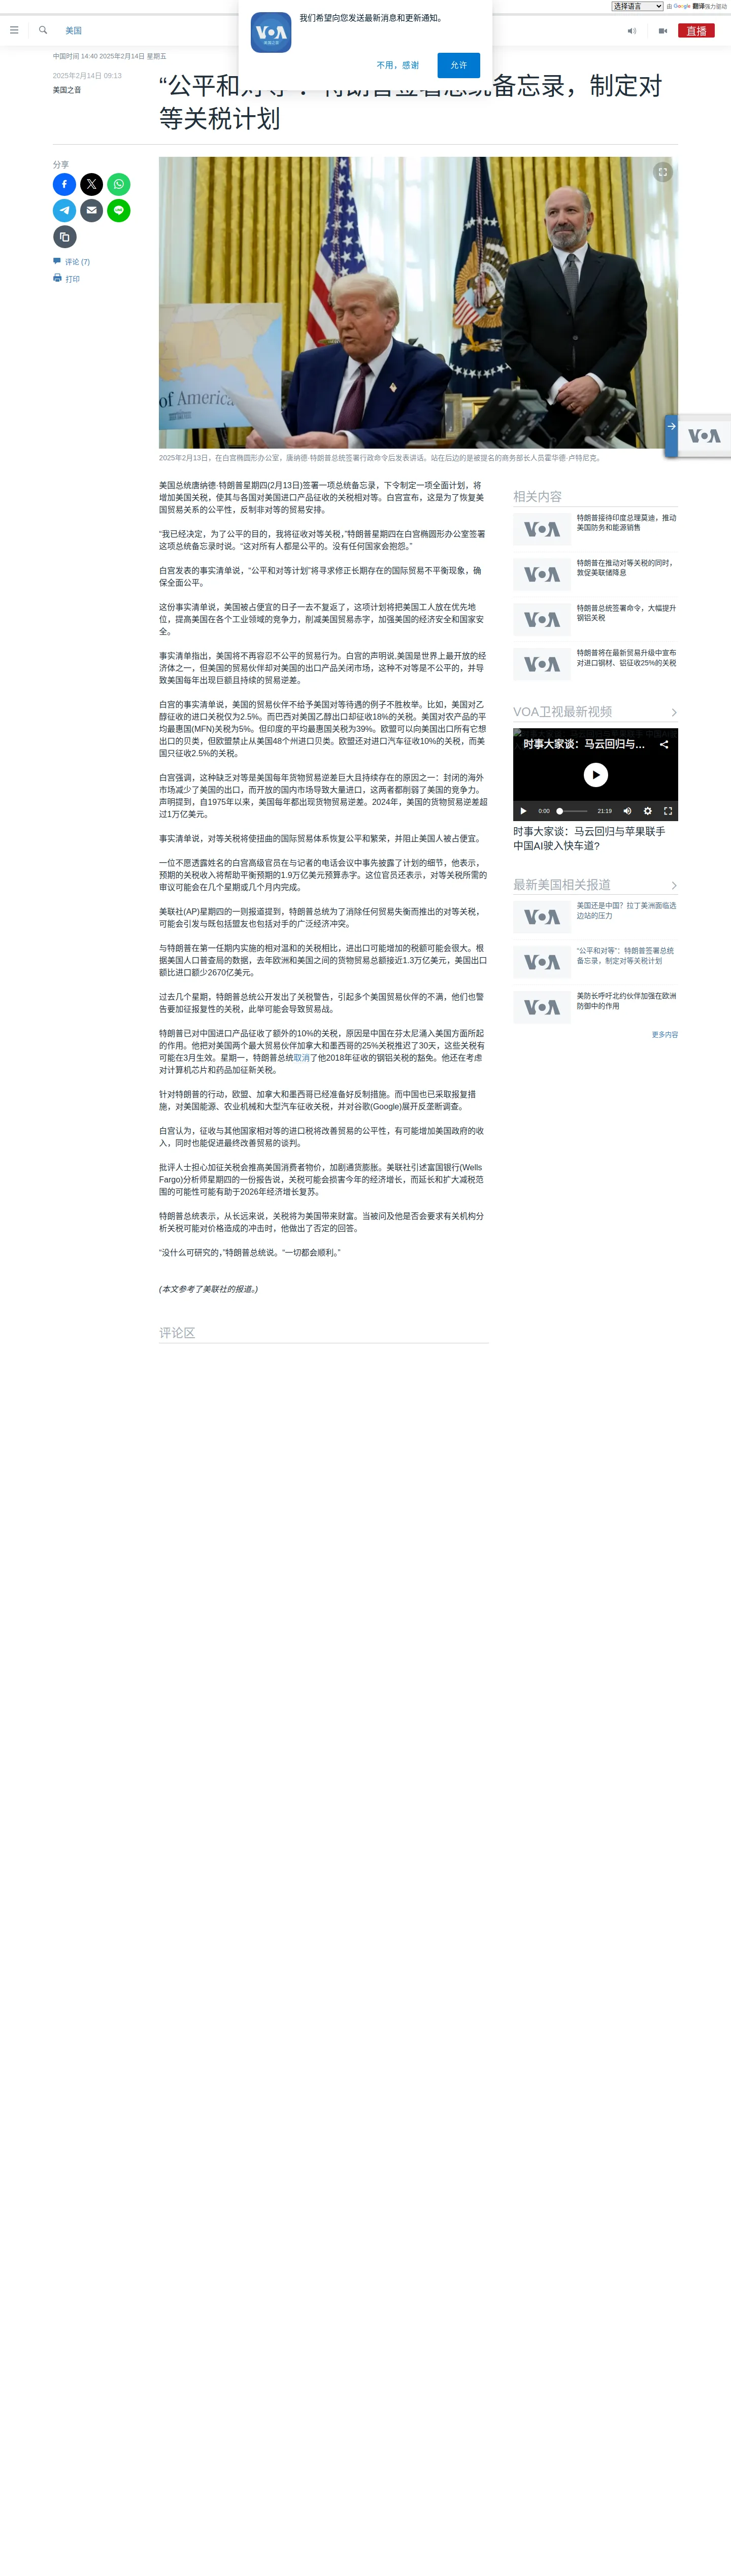 选择语言 由 Google 翻译强力驱动
我们希望向您发送最新消息和更新通知。
不用，感谢
允许
美国
直播
中国时间 14:40 2025年2月14日 星期五
2025年2月14日 09:13
美国之音
等关税计划
分享
评论 (7)
打印
of America
2025年2月13日，在白宫椭圆形办公室，唐纳德·特朗普总统签署行政命令后发表讲话。站在后边的是被提名的商务部长人员霍华德·卢特尼克。
VOA
美国总统唐纳德·特朗普星期四(2月13日)签署一项总统备忘录，下令制定一项全面计划，将
增加美国关税，使其与各国对美国进口产品征收的关税相对等。白宫宣布，这是为了恢复美
国贸易关系的公平性，反制非对等的贸易安排。
“我已经决定，为了公平的目的，我将征收对等关税，”特朗普星期四在白宫椭圆形办公室签署
这项总统备忘录时说。“这对所有人都是公平的。没有任何国家会抱怨。”
白宫发表的事实清单说，“公平和对等计划”将寻求修正长期存在的国际贸易不平衡现象，确
保全面公平。
这份事实清单说，美国被占便宜的日子一去不复返了，这项计划将把美国工人放在优先地
位，提高美国在各个工业领域的竞争力，削减美国贸易赤字，加强美国的经济安全和国家安
全。
事实清单指出，美国将不再容忍不公平的贸易行为。白宫的声明说,美国是世界上最开放的经
济体之一，但美国的贸易伙伴却对美国的出口产品关闭市场，这种不对等是不公平的，并导
致美国每年出现巨额且持续的贸易逆差。
白宫的事实清单说，美国的贸易伙伴不给予美国对等待遇的例子不胜枚举。比如，美国对乙
醇征收的进口关税仅为2.5%。而巴西对美国乙醇出口却征收18%的关税。美国对农产品的平
均最惠国(MFN)关税为5%。但印度的平均最惠国关税为39%。欧盟可以向美国出口所有它想
出口的贝类，但欧盟禁止从美国48个州进口贝类。欧盟还对进口汽车征收10%的关税，而美
国只征收2.5%的关税。
白宫强调，这种缺乏对等是美国每年货物贸易逆差巨大且持续存在的原因之一：封闭的海外
市场减少了美国的出口，而开放的国内市场导致大量进口，这两者都削弱了美国的竞争力。
声明提到，自1975年以来，美国每年都出现货物贸易逆差。2024年，美国的货物贸易逆差超
过1万亿美元。
事实清单说，对等关税将使扭曲的国际贸易体系恢复公平和繁荣，并阻止美国人被占便宜。
一位不愿透露姓名的白宫高级官员在与记者的电话会议中事先披露了计划的细节，他表示，
预期的关税收入将帮助平衡预期的1.9万亿美元预算赤字。这位官员还表示，对等关税所需的
审议可能会在几个星期或几个月内完成。
美联社(AP)星期四的一则报道提到，特朗普总统为了消除任何贸易失衡而推出的对等关税，
可能会引发与既包括盟友也包括对手的广泛经济冲突。
与特朗普在第一任期内实施的相对温和的关税相比，进出口可能增加的税额可能会很大。根
据美国人口普查局的数据，去年欧洲和美国之间的货物贸易总额接近1.3万亿美元，美国出口
额比进口额少2670亿美元。
过去几个星期，特朗普总统公开发出了关税警告，引起多个美国贸易伙伴的不满，他们也警
告要加征报复性的关税，此举可能会导致贸易战。
特朗普已对中国进口产品征收了额外的10%的关税，原因是中国在芬太尼涌入美国方面所起
的作用。他把对美国两个最大贸易伙伴加拿大和墨西哥的25%关税推迟了30天，这些关税有
可能在3月生效。星期一，特朗普总统取消了他2018年征收的钢铝关税的豁免。他还在考虑
对计算机芯片和药品加征新关税。
针对特朗普的行动，欧盟、加拿大和墨西哥已经准备好反制措施。而中国也已采取报复措
施，对美国能源、农业机械和大型汽车征收关税，并对谷歌(Google)展开反垄断调查。
白宫认为，征收与其他国家相对等的进口税将改善贸易的公平性，有可能增加美国政府的收
入，同时也能促进最终改善贸易的谈判。
批评人士担心加征关税会推高美国消费者物价，加剧通货膨胀。美联社引述富国银行(Wells
Fargo)分析师星期四的一份报告说，关税可能会损害今年的经济增长，而延长和扩大减税范
围的可能性可能有助于2026年经济增长复苏。
特朗普总统表示，从长远来说，关税将为美国带来财富。当被问及他是否会要求有关机构分
析关税可能对价格造成的冲击时，他做出了否定的回答。
“没什么可研究的，”特朗普总统说。“一切都会顺利。”
(本文参考了美联社的报道。)
评论区
相关内容
VOA
特朗普接待印度总理莫迪，推动
美国防务和能源销售
VOA
特朗普在推动对等关税的同时，
敦促美联储降息
VOA
特朗普总统签署命令，大幅提升
钢铝关税
VOA
特朗普将在最新贸易升级中宣布
对进口钢材、铝征收25%的关税
VOA卫视最新视频
时事大家谈：马云回归与...
0:00 21:19
时事大家谈：马云回归与苹果联手
中国AI驶入快车道?
最新美国相关报道
VOA
美国还是中国？拉丁美洲面临选
边站的压力
VOA
“公平和对等”：特朗普签署总统
备忘录，制定对等关税计划
VOA
美防长呼吁北约伙伴加强在欧洲
防御中的作用
更多内容